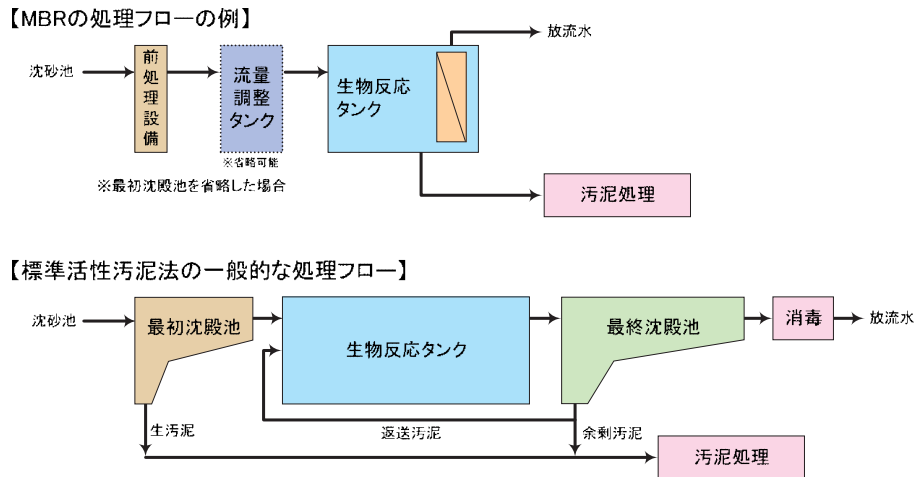 【MBRの処理フローの例】
沈砂池
前処理設備
流量
調整
タンク
※省略可能
生物反応
タンク
放流水
※最初沈殿池を省略した場合
汚泥処理
【標準活性汚泥法の一般的な処理フロー】
沈砂池
最初沈殿池
生物反応タンク
最終沈殿池
消毒
放流水
生汚泥
返送汚泥
余剰汚泥
汚泥処理